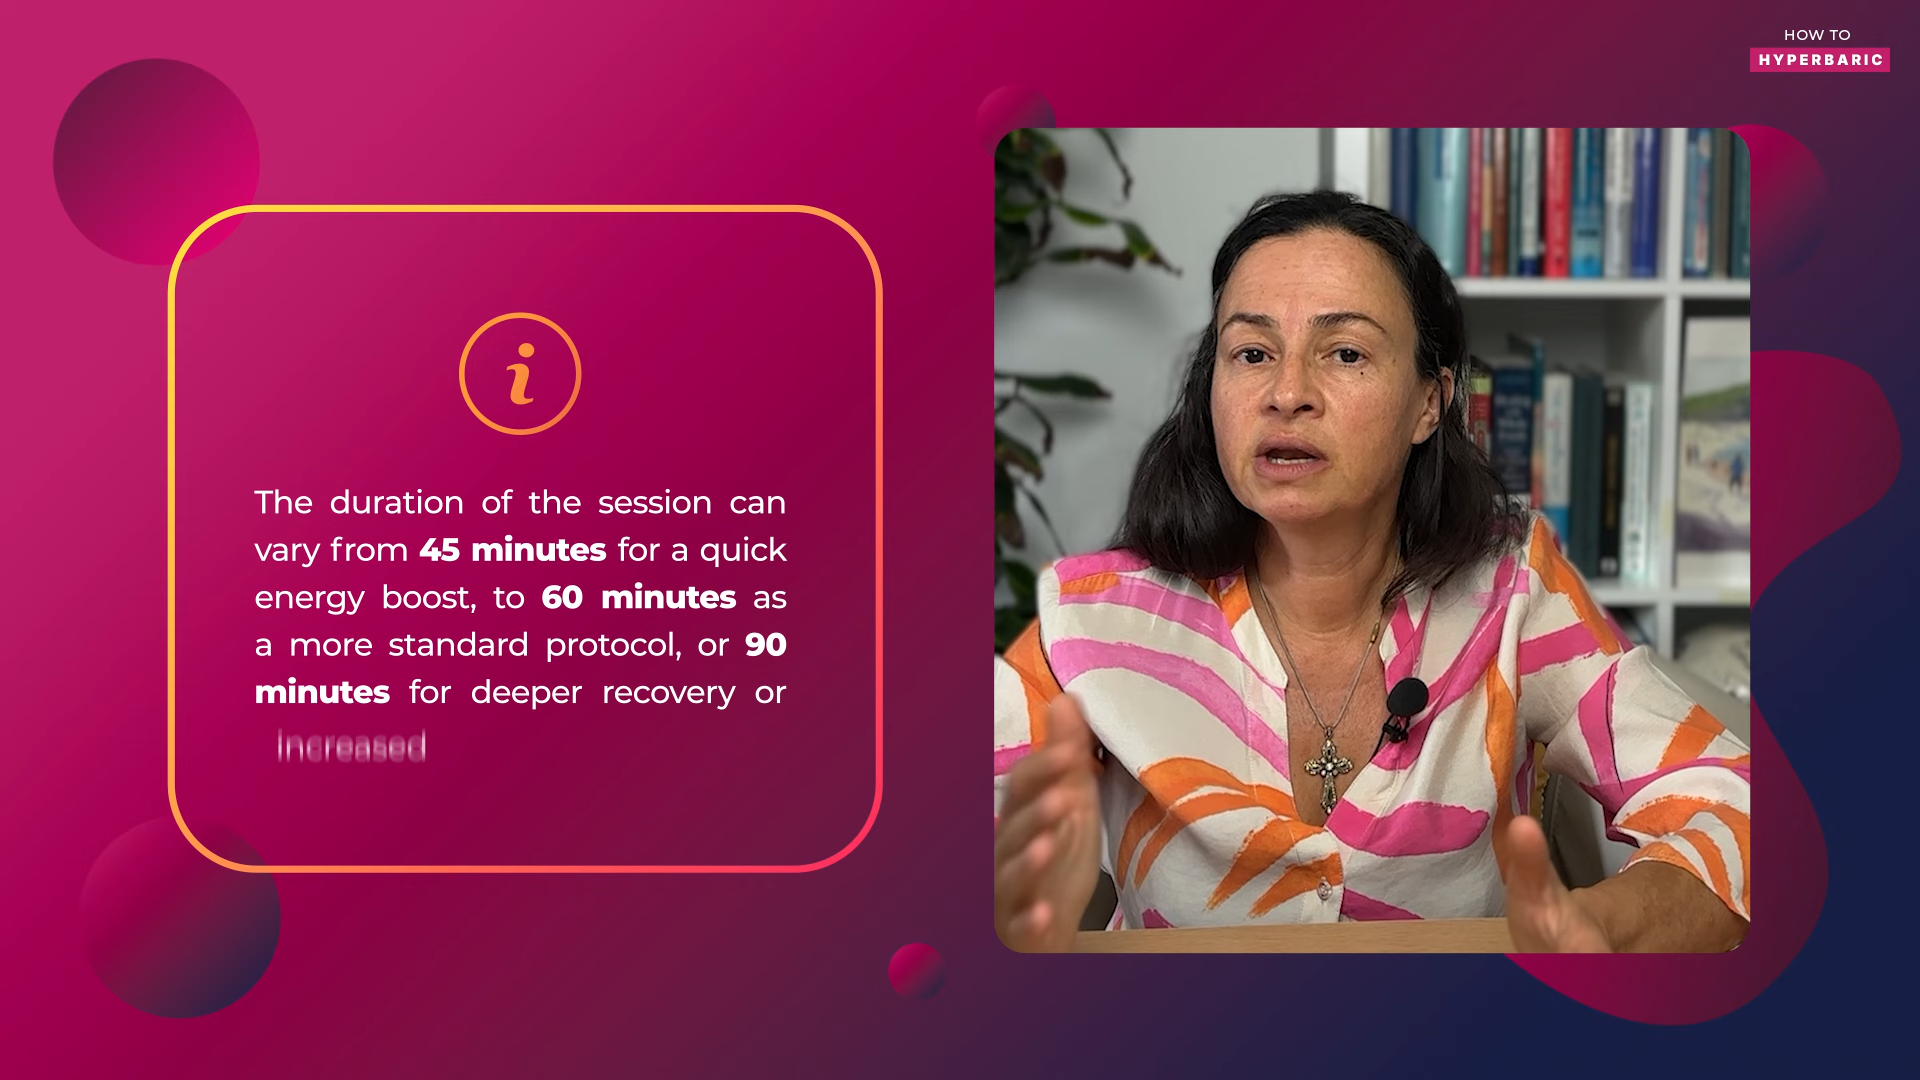 HOW TO
HYPERBARIC
The duration of the session can
vary from 45 minutes for a quick
energy boost, to 60 minutes as
a more standard protocol, or 90
minutes for deeper recovery or
increased